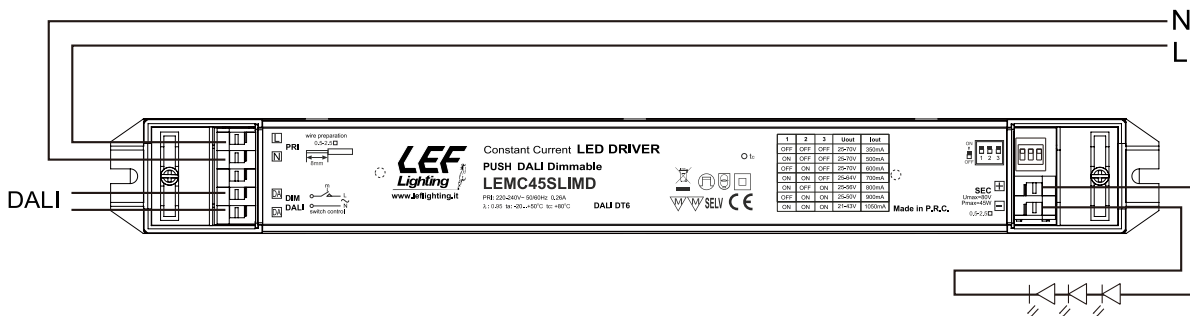 N
L
L
PRI
N
wire preparation
0.5-2.5
8mm
DA
DIM
DALI
DA
m
L
N
switch control
DALI
LEF
Lighting
www.leflighting.it
Constant Current LED DRIVER
PUSH DALI Dimmable
LEMC45SLIMD
PRI: 220-240V~ 50/60Hz 0,26A
λ: 0.95 ta: -20...+50°C tc: +80°C
DALI DT6
tc
M M SELV CE
1 2 3 Uout Iout
OFF OFF OFF 25-70V 350mA
ON OFF OFF 25-70V 500mA
OFF ON OFF 25-70V 600mA
ON ON OFF 25-64V 700mA
ON OFF ON 25-56V 800mA
OFF ON ON 25-50V 900mA
ON ON ON 21-43V 1050mA
Made in P.R.C.
ON
OFF
1 2 3
SEC
Umax=80V
Pmax=45W
0,5-2,5